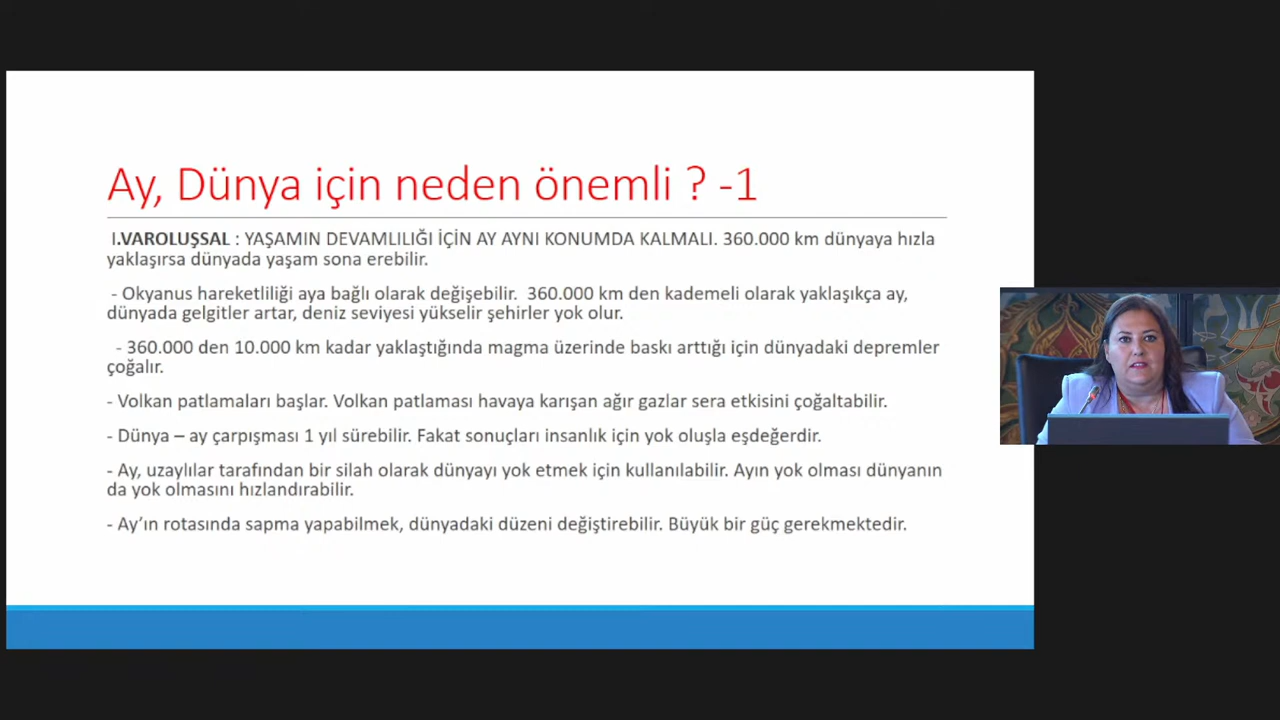 Ay, Dünya için neden önemli ? -1
I.VAROLUŞSAL : YAŞAMIN DEVAMLILIĞI İÇİN AY AYNI KONUMDA KALMALI. 360.000 km dünyaya hızla
yaklaşırsa dünyada yaşam sona erebilir.
- Okyanus hareketliliği aya bağlı olarak değişebilir. 360.000 km den kademeli olarak yaklaşıkça ay,
dünyada gelgitler artar, deniz seviyesi yükselir şehirler yok olur.
- 360.000 den 10.000 km kadar yaklaştığında magma üzerinde baskı arttığı için dünyadaki depremler
çoğalır.
- Volkan patlamaları başlar. Volkan patlaması havaya karışan ağır gazlar sera etkisini çoğaltabilir.
- Dünya – ay çarpışması 1 yıl sürebilir. Fakat sonuçları insanlık için yok oluşla eşdeğerdir.
- Ay, uzaylılar tarafından bir silah olarak dünyayı yok etmek için kullanılabilir. Ayın yok olması dünyanın
da yok olmasını hızlandırabilir.
- Ay’ın rotasında sapma yapabilmek, dünyadaki düzeni değiştirebilir. Büyük bir güç gerekmektedir.